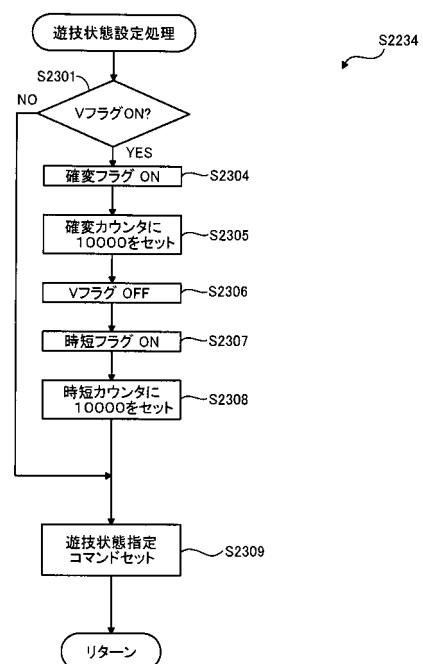 遊技状態設定処理
S2234
S2301
NO
VフラグON?
YES
確変フラグ ON
S2304
確変カウンタに
10000をセット
S2305
Vフラグ OFF
S2306
時短フラグ ON
S2307
時短カウンタに
10000をセット
S2308
遊技状態指定
コマンドセット
S2309
リターン